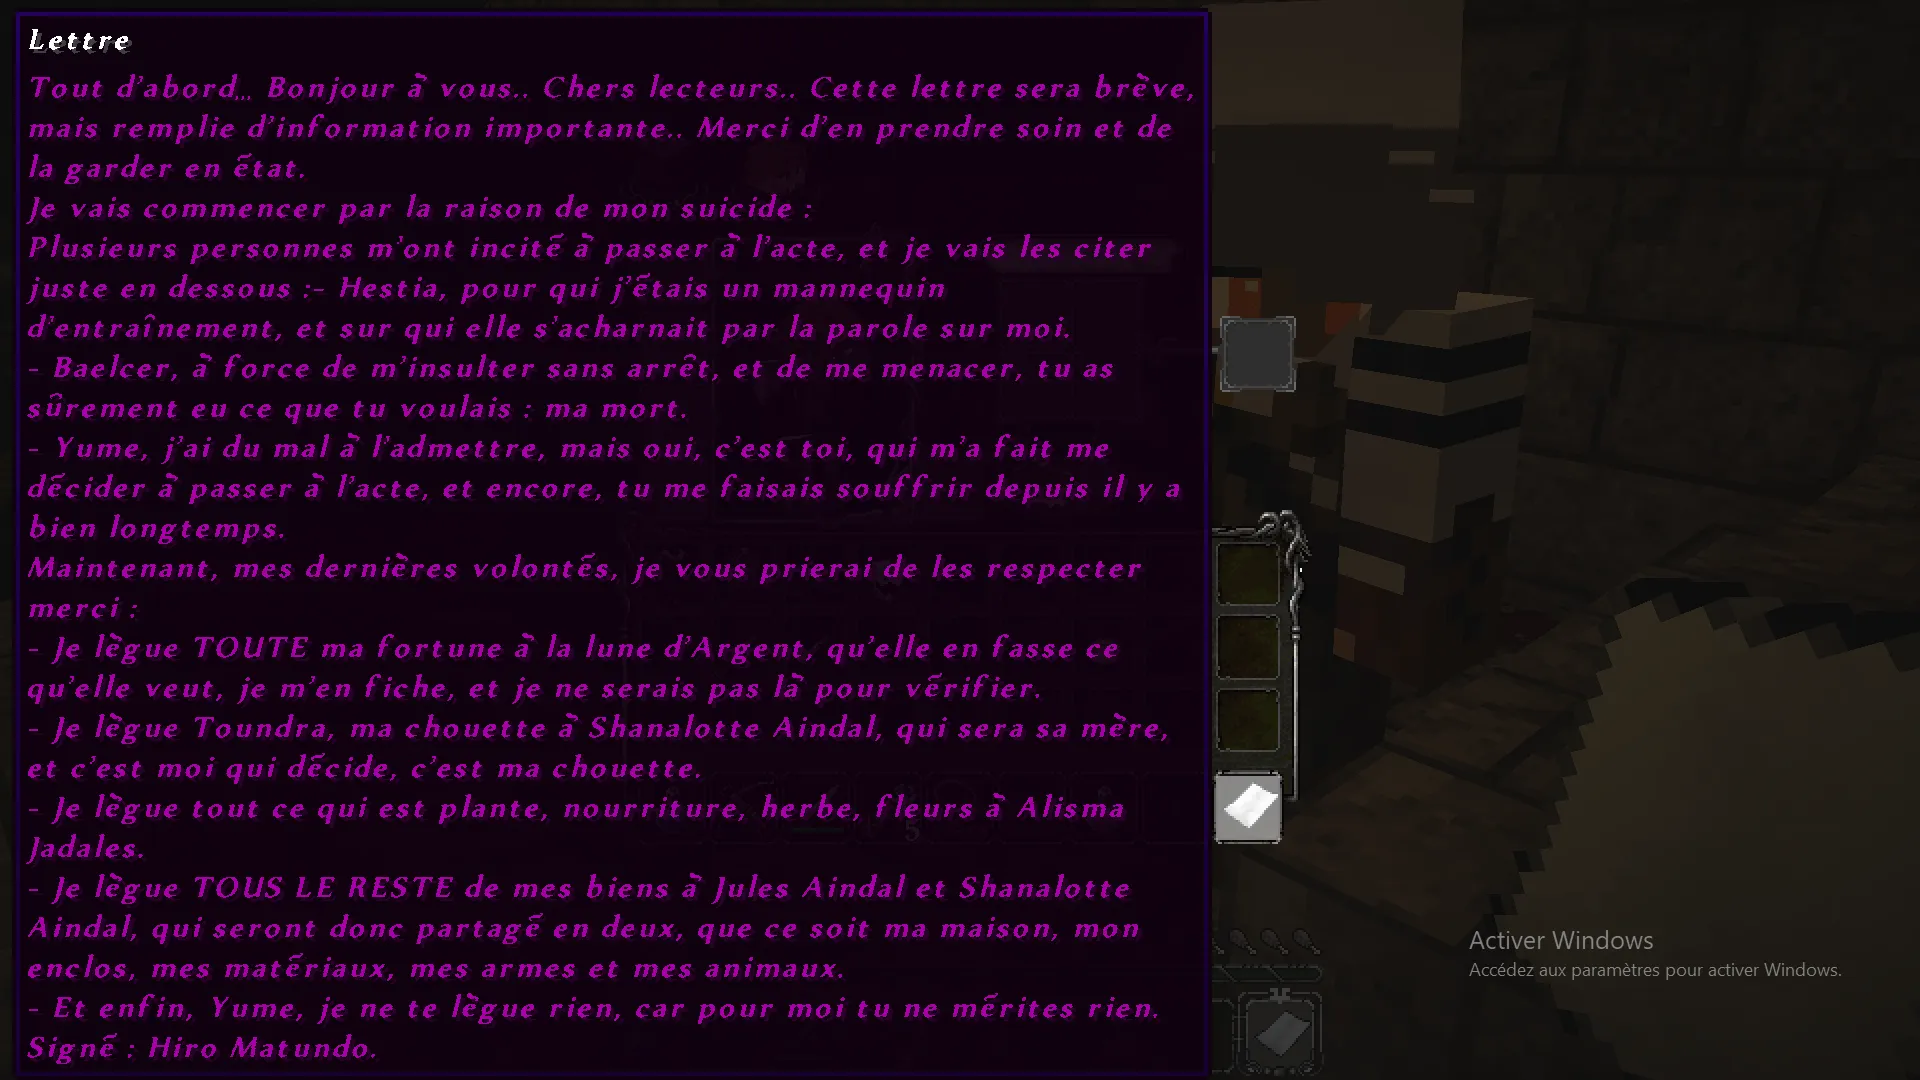 Lettre
Tout d'abord,,, Bonjour à vous.. Chers lecteurs.. Cette lettre sera brève,
mais remplie d'information importante.. Merci d'en prendre soin et de
la garder en état.
Je vais commencer par la raison de mon suicide :
Plusieurs personnes m'ont incité à passer à l'acte, et je vais les citer
juste en dessous :- Hestia, pour qui j'étais un mannequin
d'entraînement, et sur qui elle s'acharnait par la parole sur moi.
- Baelcer, à force de m'insulter sans arrêt, et de me menacer, tu as
sûrement eu ce que tu voulais : ma mort.
- Yume, j'ai du mal à l'admettre, mais oui, c'est toi, qui m'a fait me
décider à passer à l'acte, et encore, tu me faisais souffrir depuis il y a
bien longtemps.
Maintenant, mes dernières volontés, je vous prierai de les respecter
merci :
- Je lègue TOUTE ma fortune à la lune d'Argent, qu'elle en fasse ce
qu'elle veut, je m'en fiche, et je ne serais pas là pour vérifier.
- Je lègue Toundra, ma chouette à Shanalotte Aindal, qui sera sa mère,
et c'est moi qui décide, c'est ma chouette.
- Je lègue tout ce qui est plante, nourriture, herbe, fleurs à Alisma
Jadales.
- Je lègue TOUS LE RESTE de mes biens à Jules Aindal et Shanalotte
Aindal, qui seront donc partagé en deux, que ce soit ma maison, mon
enclos, mes matériaux, mes armes et mes animaux.
- Et enfin, Yume, je ne te lègue rien, car pour moi tu ne mérites rien.
Signé : Hiro Matundo.
5
Activer Windows
Accédez aux paramètres pour activer Windows.